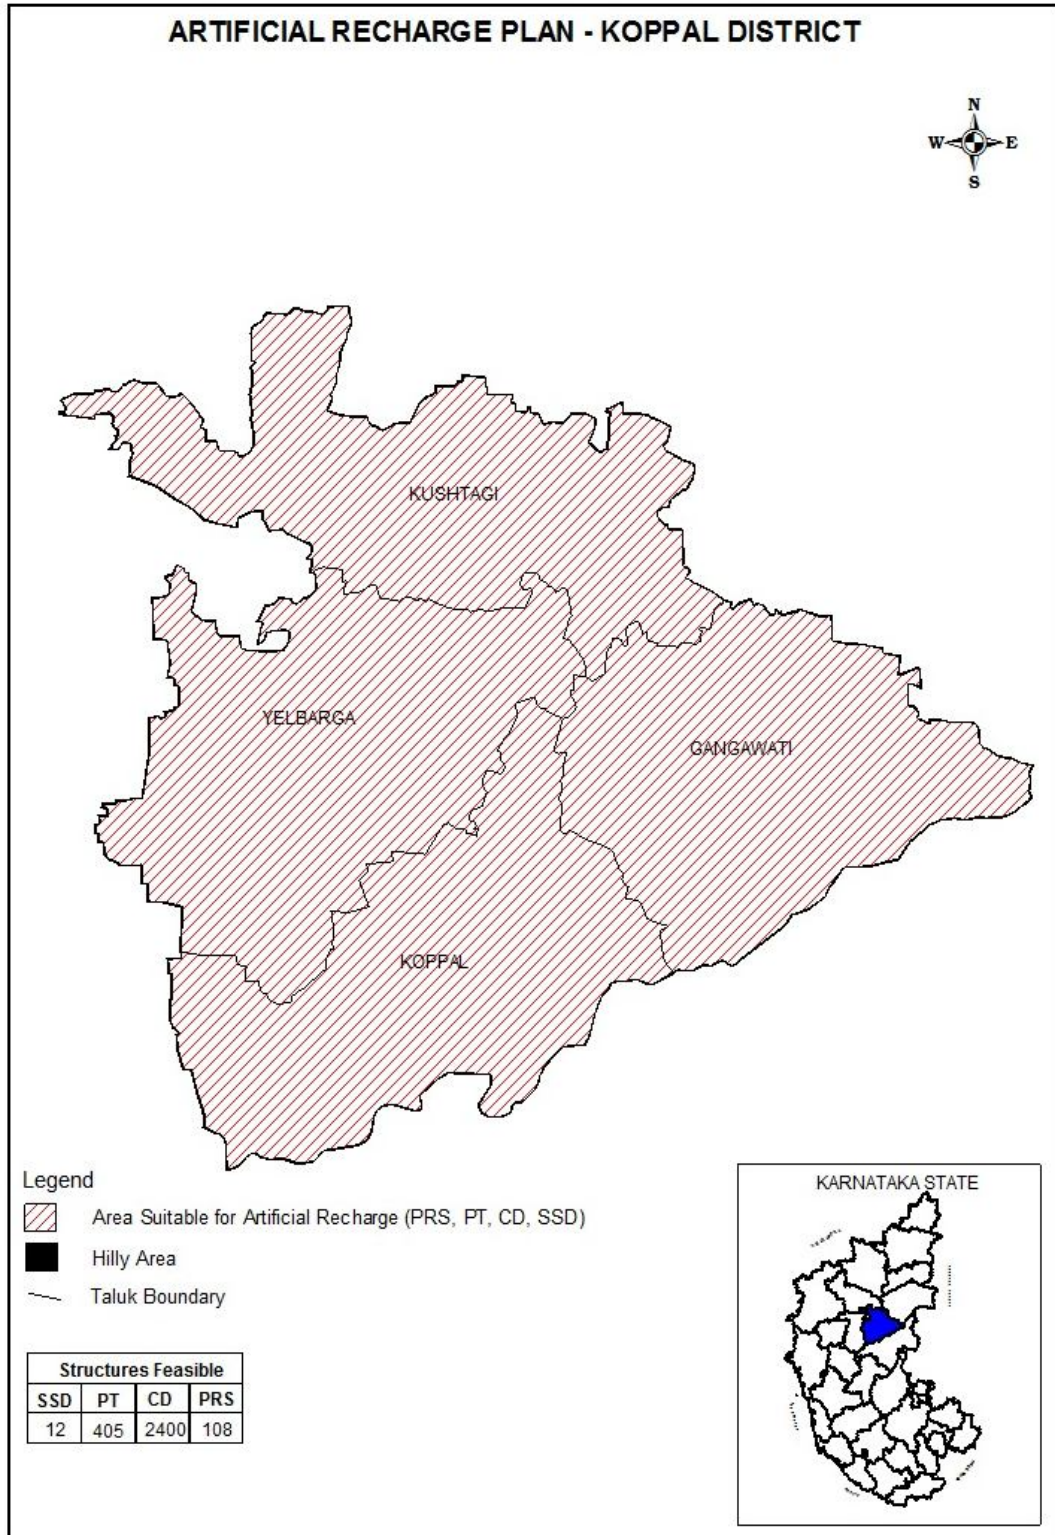 ARTIFICIAL RECHARGE PLAN - KOPPAL DISTRICT
N
W E
S
KUSHTAGI
YELBARGA
GANGAWATI
KOPPAL
Legend
Area Suitable for Artificial Recharge (PRS, PT, CD, SSD)
Hilly Area
Taluk Boundary
Structures Feasible
SSD PT CD PRS
12 405 2400 108
KARNATAKA STATE